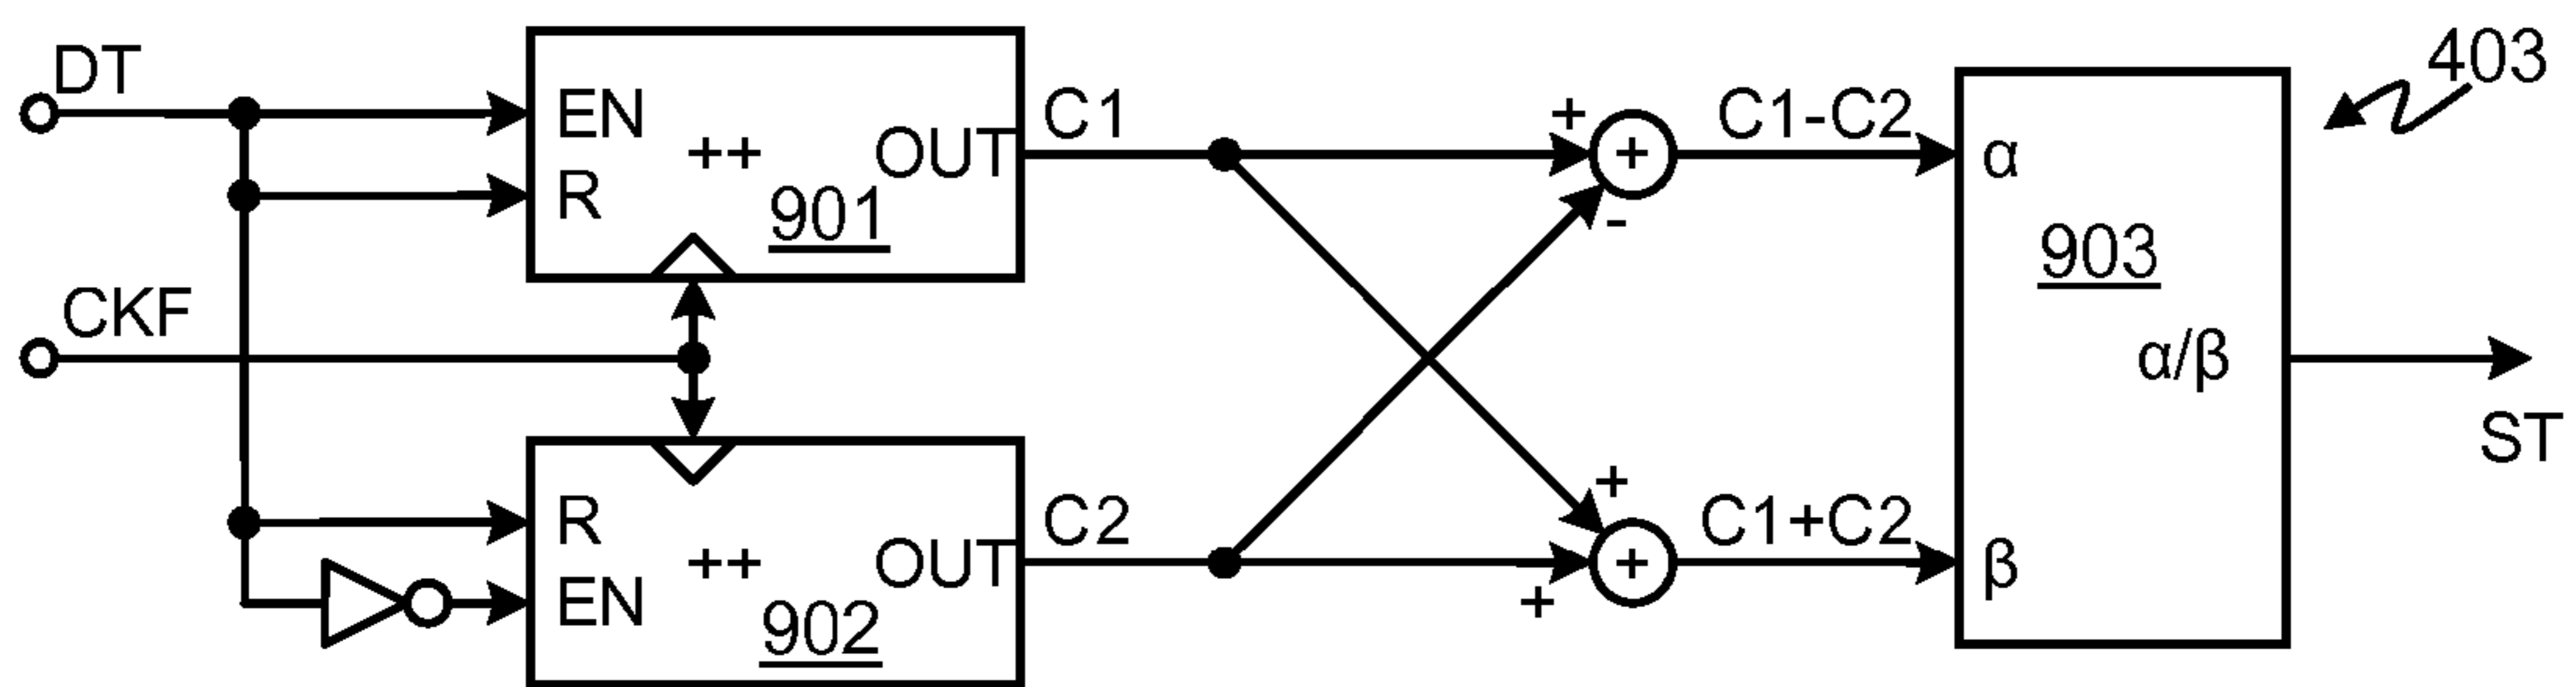 DT
CKF
EN
R
++
OUT
901
C1
R
EN
++
OUT
902
C2
+
-
+
C1-C2
+
+
+
C1+C2
α
β
903
α/β
403
ST